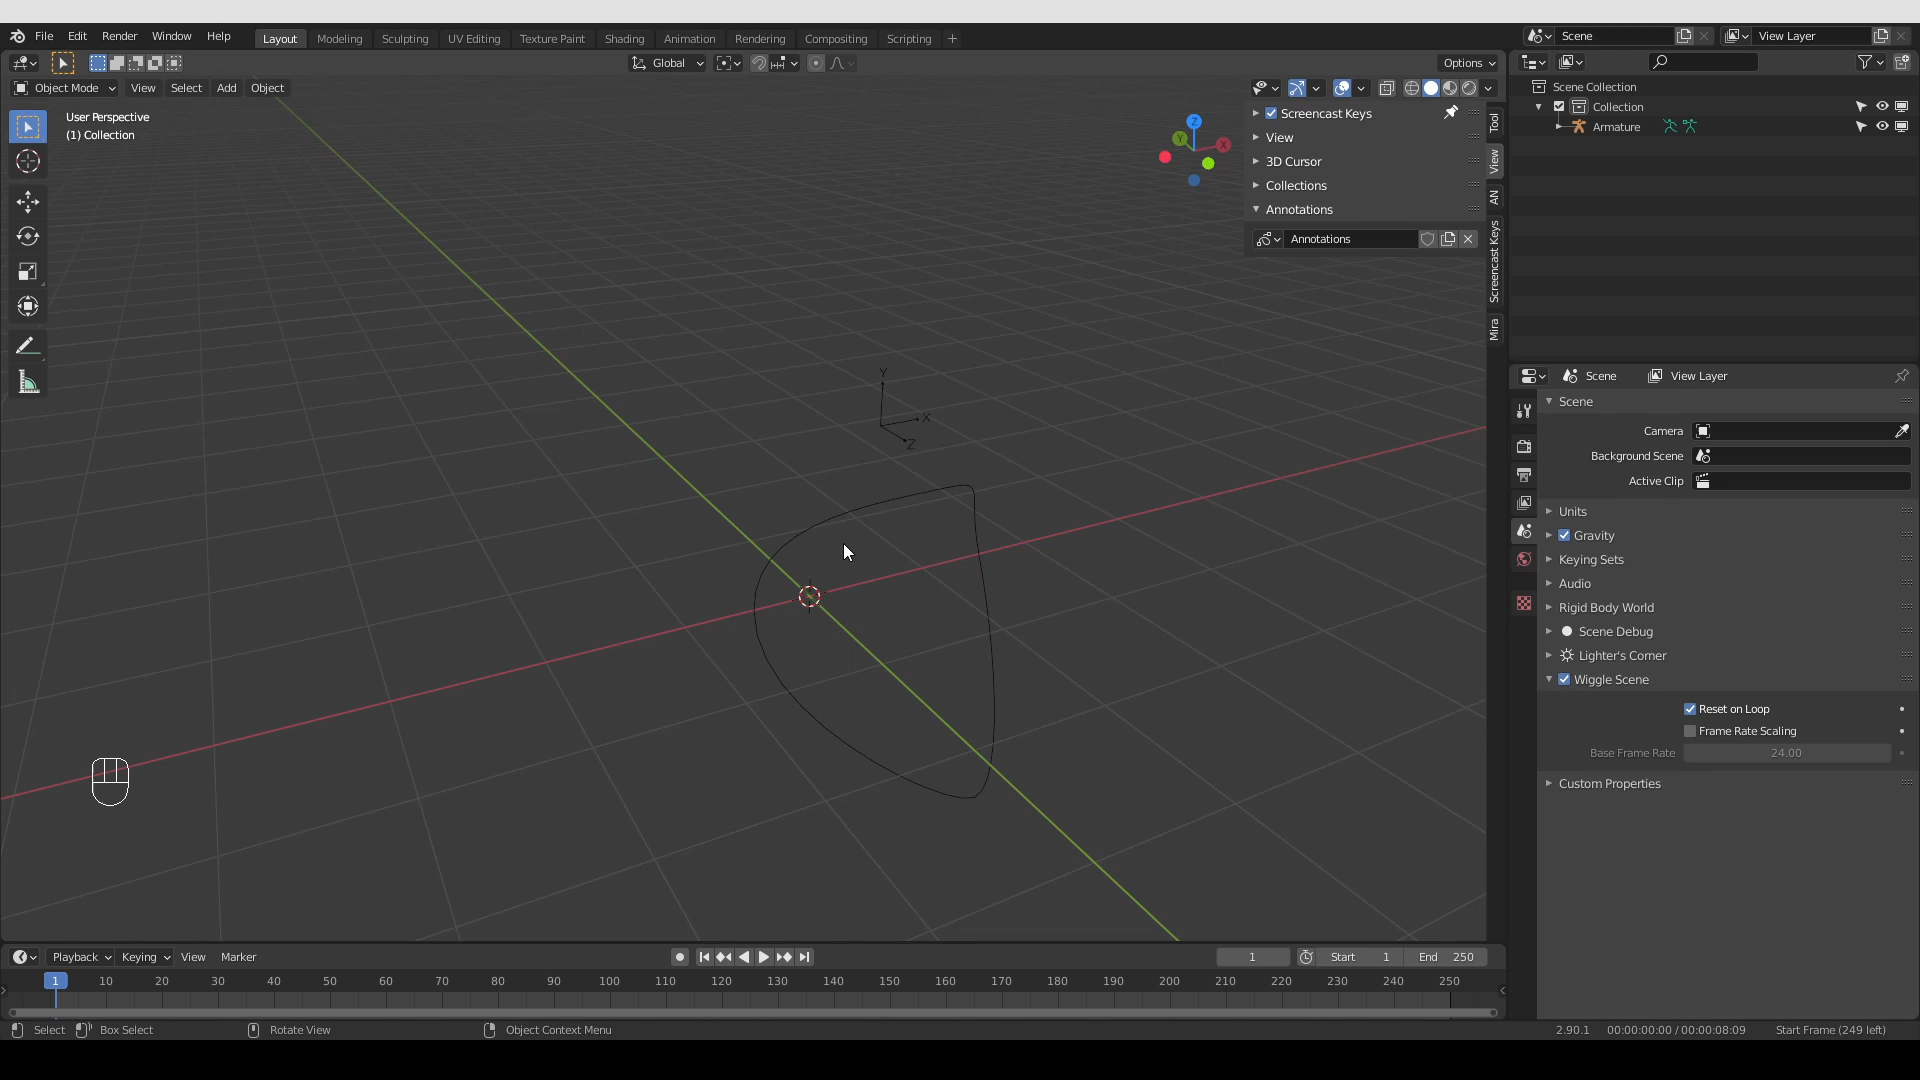 File Edit Render Window Help Layout Modeling Sculpting UV Editing Texture Paint Shading Animation Rendering Compositing Scripting + Scene View Layer
Global Options
Object Mode View Select Add Object
User Perspective
(1) Collection
Z
Y
X
Screencast Keys
View
3D Cursor
Collections
Annotations
Annotations
Tool
View
AN
Screencast Keys
Mira
Y
X
Z
Scene Collection
Collection
Armature
Scene View Layer
Scene
Camera
Background Scene
Active Clip
Units
Gravity
Keying Sets
Audio
Rigid Body World
Scene Debug
Lighter's Corner
Wiggle Scene
Reset on Loop
Frame Rate Scaling
Base Frame Rate 24.00
Custom Properties
Playback Keying View Marker 1 Start 1 End 250
1 10 20 30 40 50 60 70 80 90 100 110 120 130 140 150 160 170 180 190 200 210 220 230 240 250
Select Box Select Rotate View Object Context Menu 2.90.1 00:00:00:00 / 00:00:08:09 Start Frame (249 left)